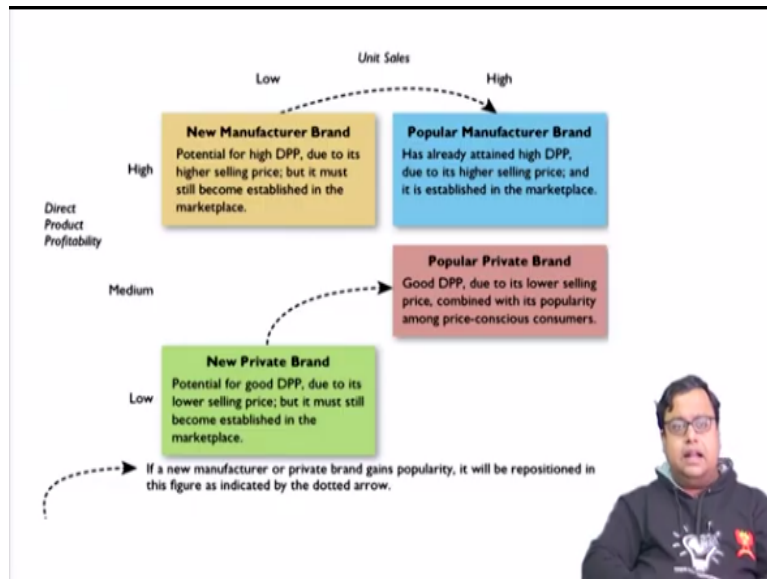 Unit Sales
Low
High
New Manufacturer Brand
Potential for high DPP, due to its
higher selling price; but it must
still become established in the
marketplace.
Popular Manufacturer Brand
Has already attained high DPP,
due to its higher selling price; and
it is established in the marketplace.
High
Direct
Product
Profitability
Medium
Popular Private Brand
Good DPP, due to its lower selling
price, combined with its popularity
among price-conscious consumers.
Low
New Private Brand
Potential for good DPP, due to its
lower selling price; but it must still
become established in the
marketplace.
If a new manufacturer or private brand gains popularity, it will be repositioned in
this figure as indicated by the dotted arrow.